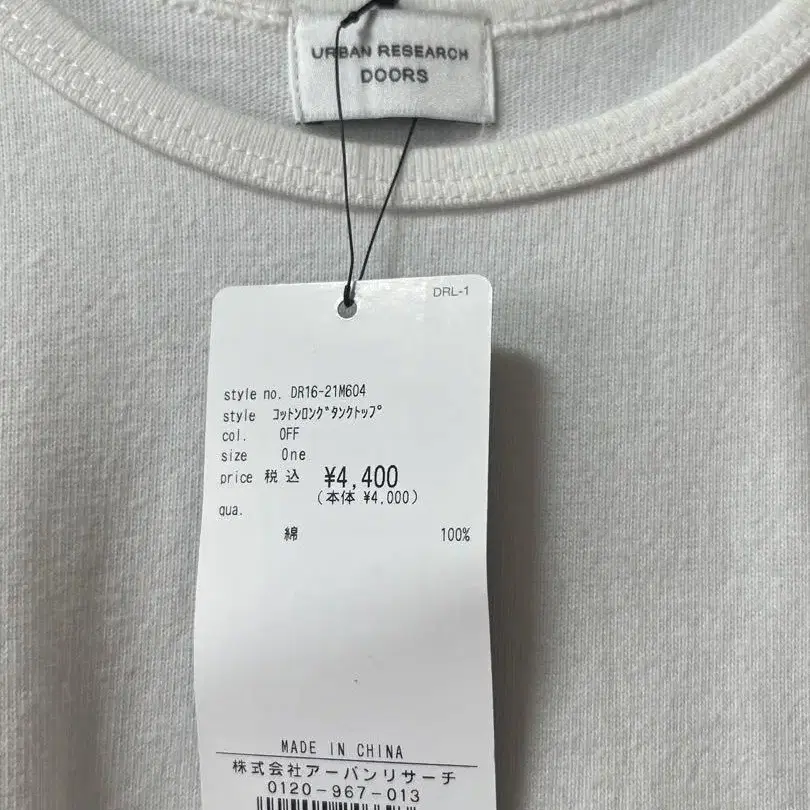 URBAN RESEARCH
DOORS
DRL-1
style no. DR16-21M604
style ｺｯﾄﾝﾛﾝｸﾞﾀﾝｸﾄｯﾌﾟ
col. OFF
size One
price 税込 ¥4,400
(本体 ¥4,000)
qua.
綿 100%
MADE IN CHINA
株式会社アーバンリサーチ
0120-967-013